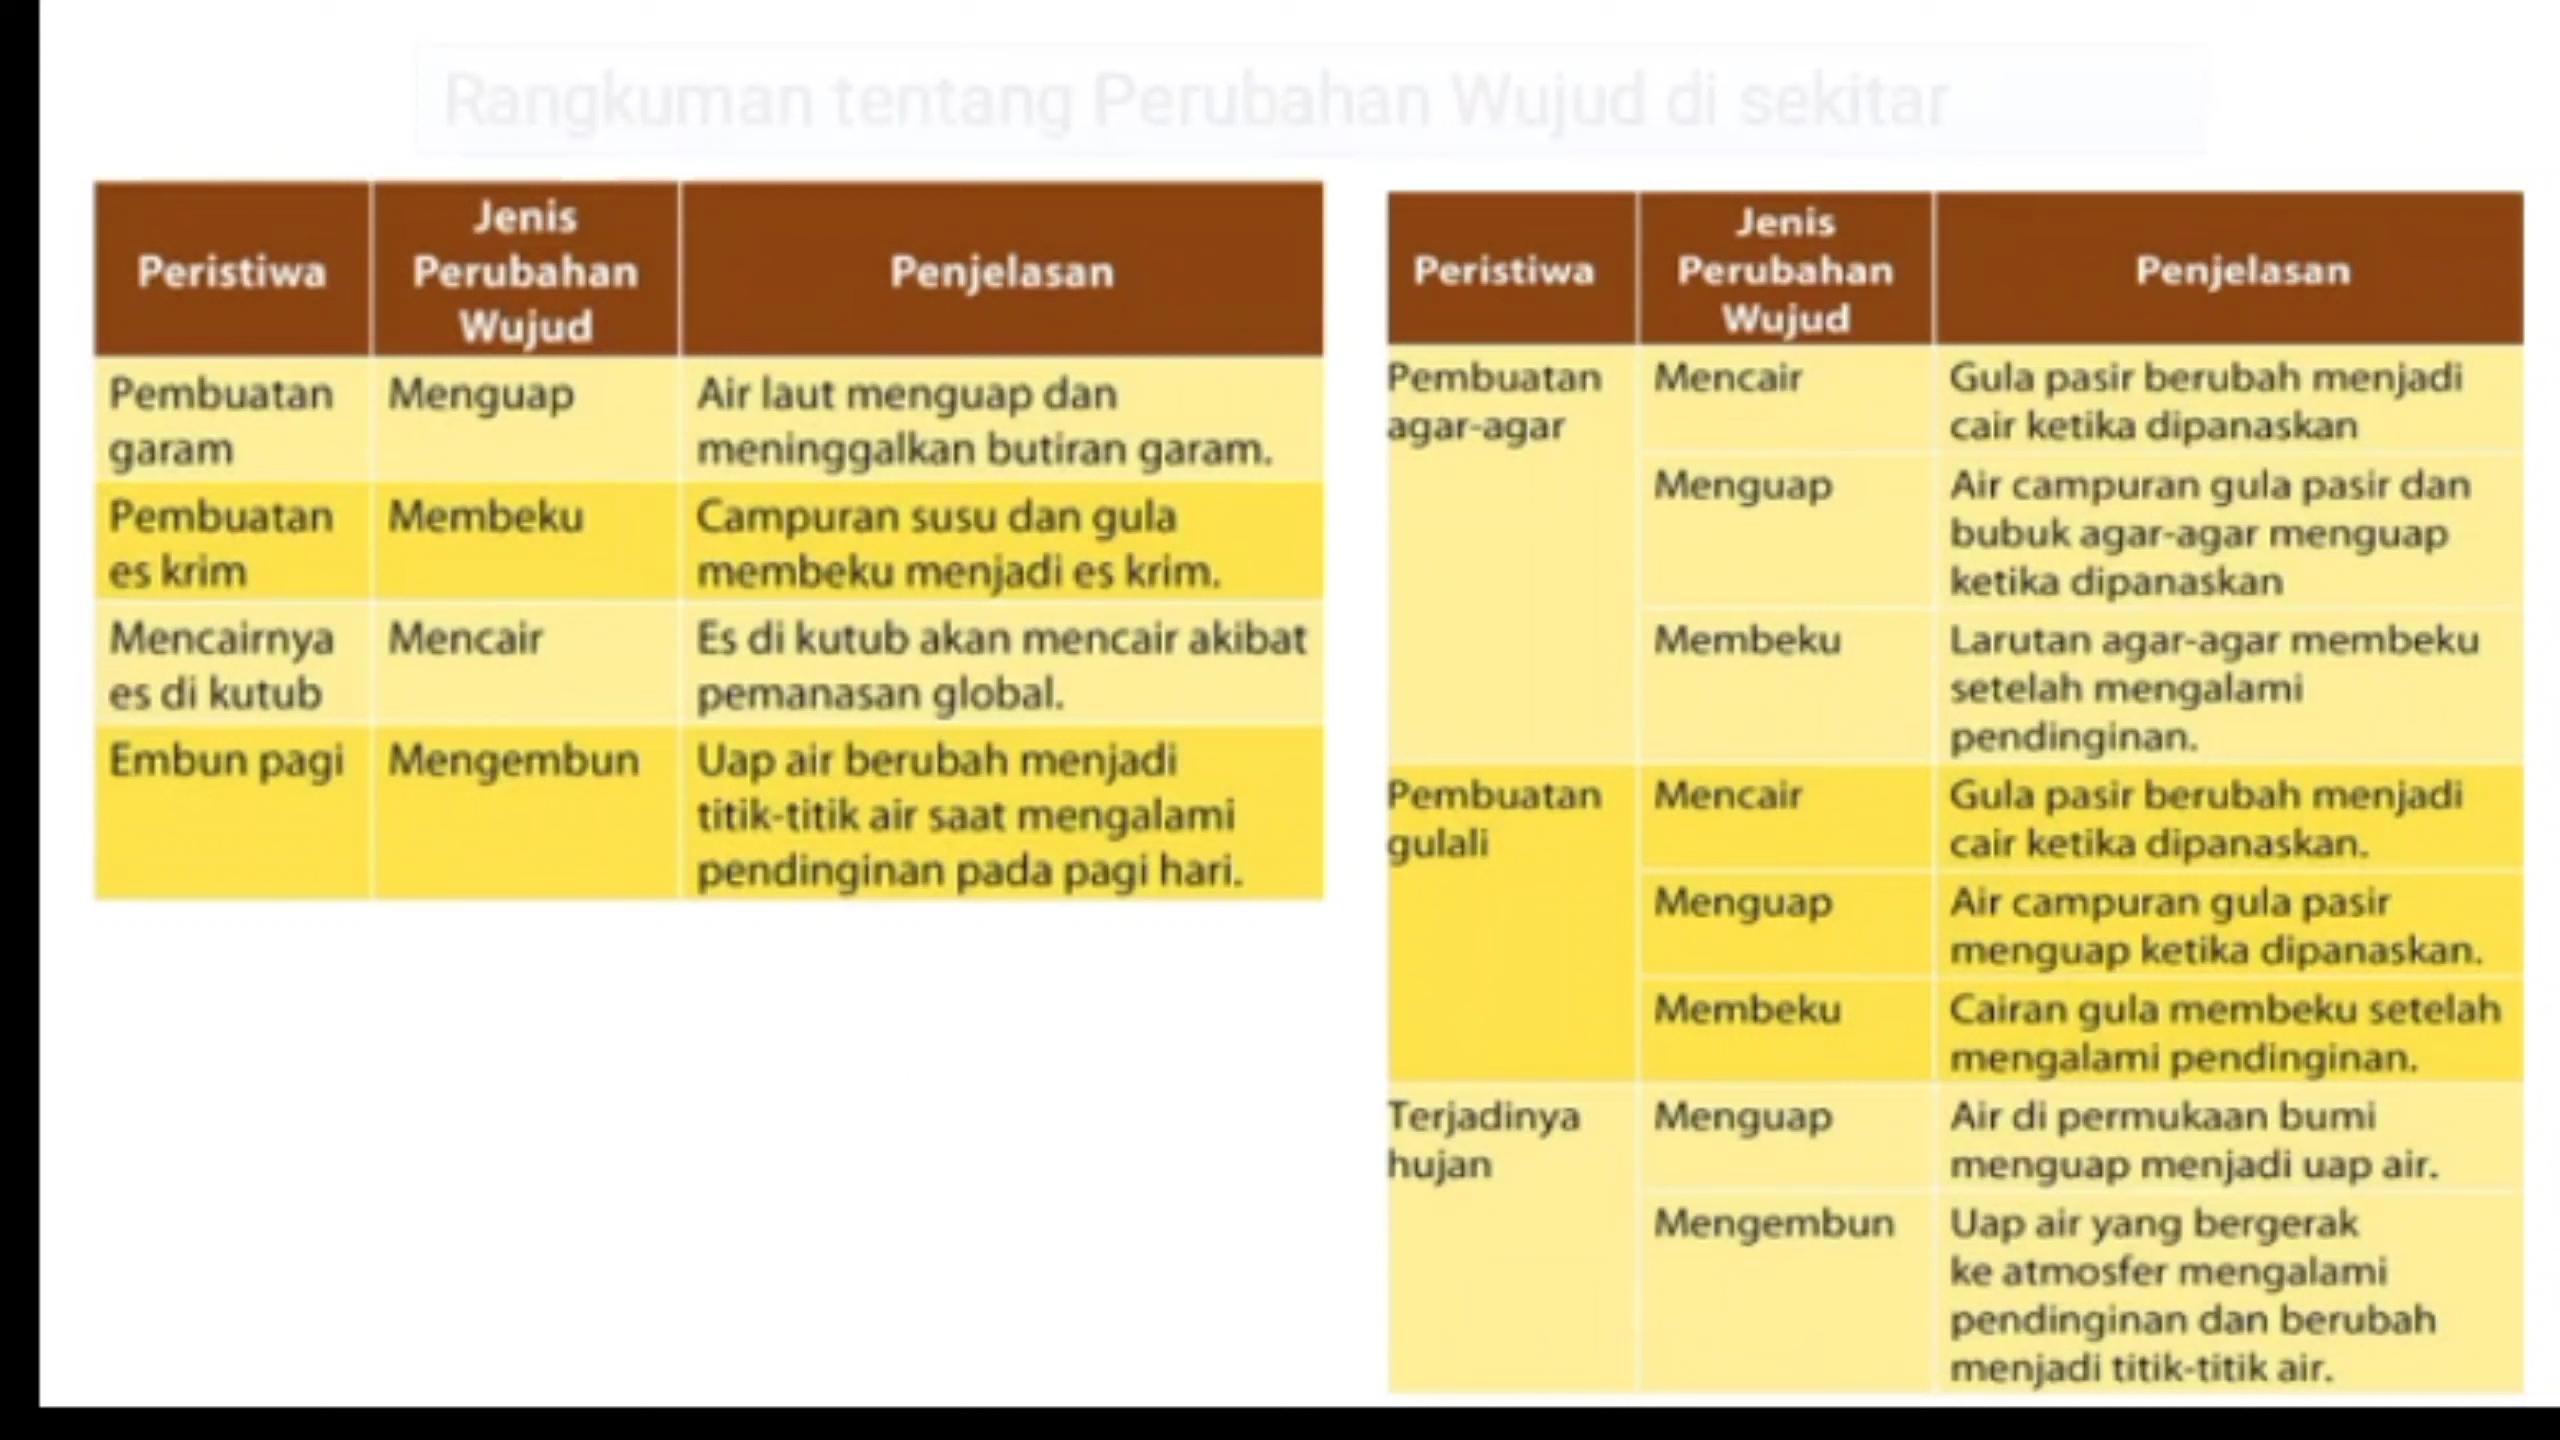 Rangkuman tentang Perubahan Wujud di sekitar
Peristiwa
Jenis
Perubahan
Wujud
Penjelasan
Pembuatan
garam
Menguap
Air laut menguap dan
meninggalkan butiran garam.
Pembuatan
es krim
Membeku
Campuran susu dan gula
membeku menjadi es krim.
Mencairnya
es di kutub
Mencair
Es di kutub akan mencair akibat
pemanasan global.
Embun pagi
Mengembun
Uap air berubah menjadi
titik-titik air saat mengalami
pendinginan pada pagi hari.
Peristiwa
Jenis
Perubahan
Wujud
Penjelasan
Pembuatan
agar-agar
Mencair
Gula pasir berubah menjadi
cair ketika dipanaskan
Menguap
Air campuran gula pasir dan
bubuk agar-agar menguap
ketika dipanaskan
Membeku
Larutan agar-agar membeku
setelah mengalami
pendinginan.
Pembuatan
gulali
Mencair
Gula pasir berubah menjadi
cair ketika dipanaskan.
Menguap
Air campuran gula pasir
menguap ketika dipanaskan.
Membeku
Cairan gula membeku setelah
mengalami pendinginan.
Terjadinya
hujan
Menguap
Air di permukaan bumi
menguap menjadi uap air.
Mengembun
Uap air yang bergerak
ke atmosfer mengalami
pendinginan dan berubah
menjadi titik-titik air.